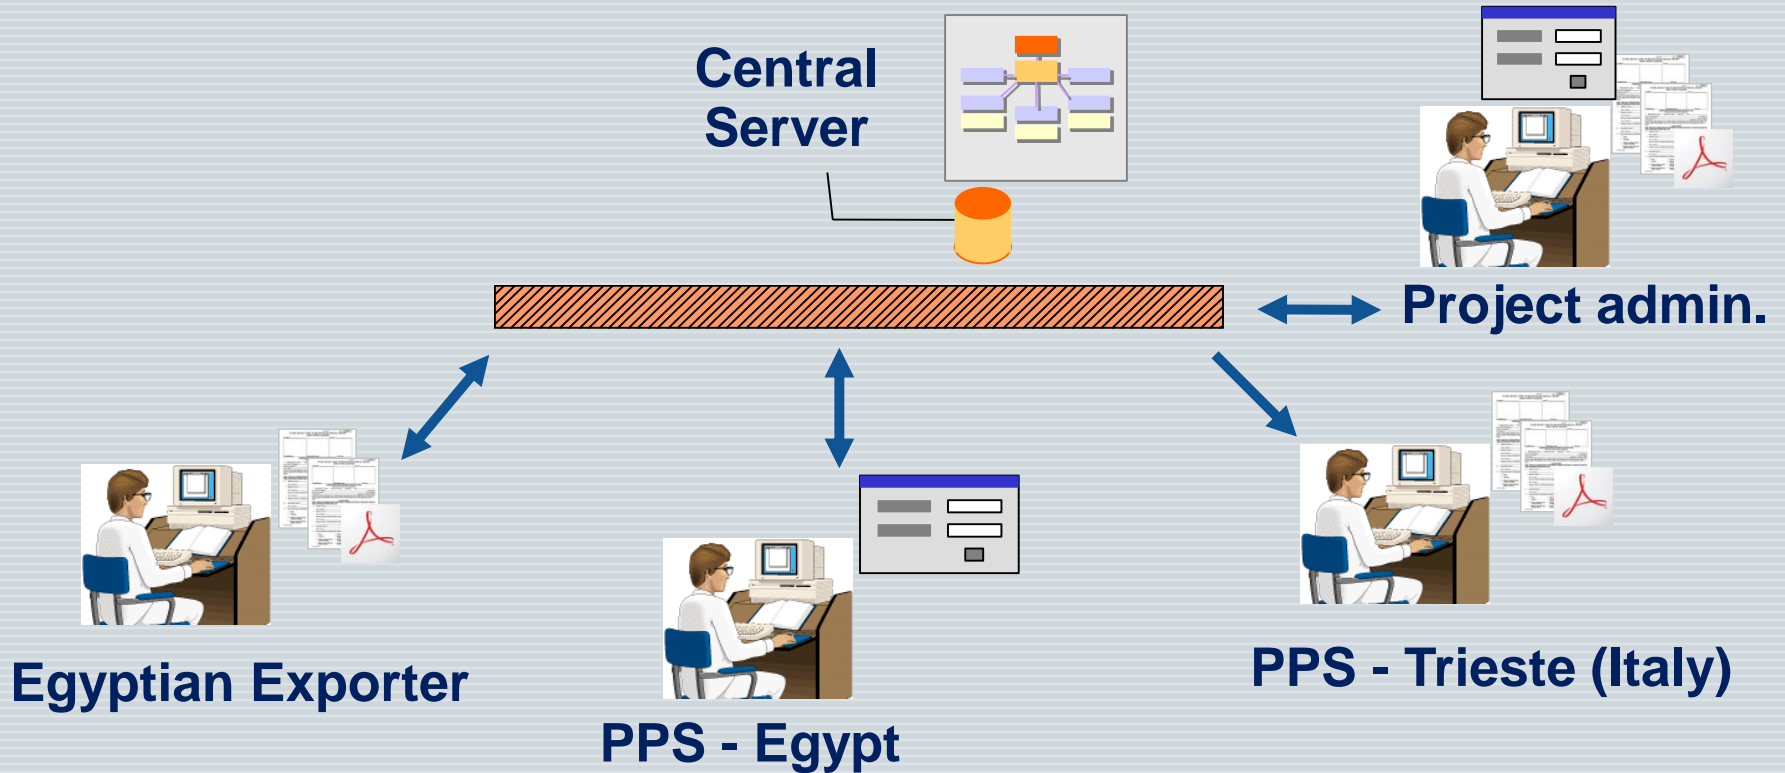 Central
Server
Project admin.
Egyptian Exporter
PPS - Egypt
PPS - Trieste (Italy)